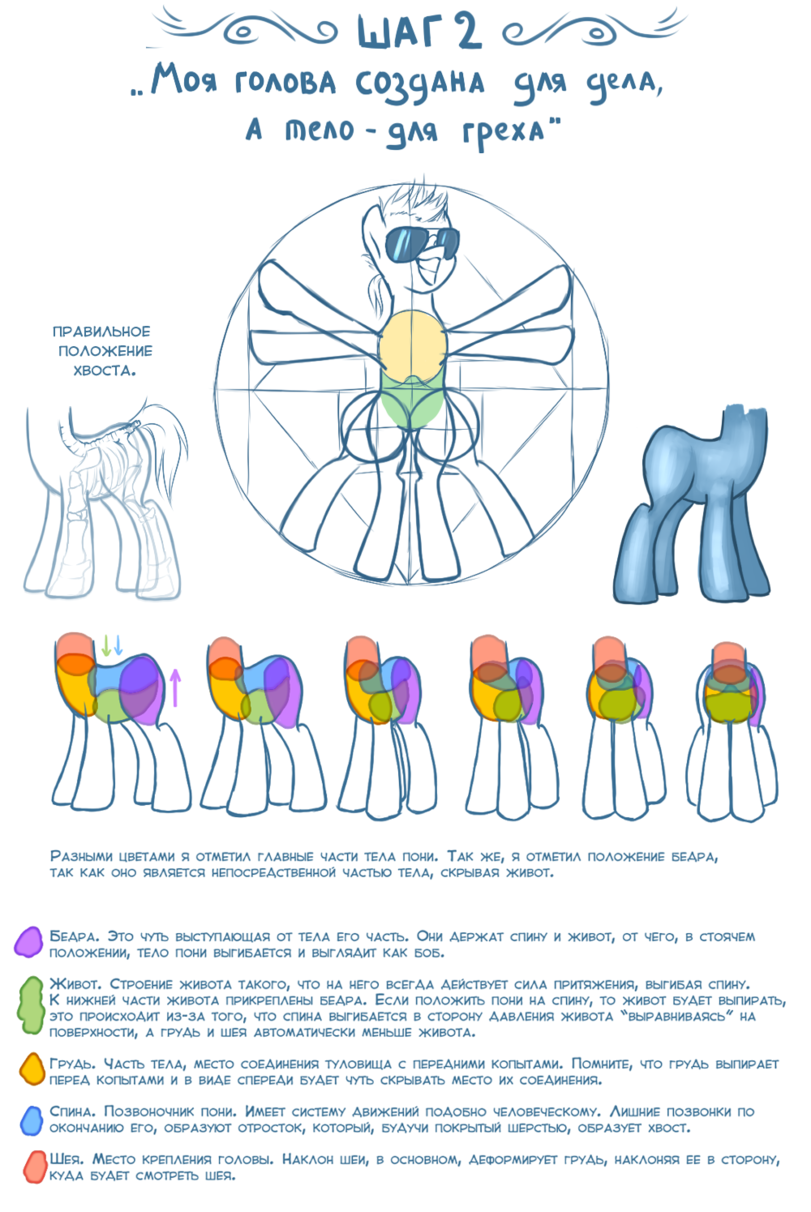 ШАГ 2
„Моя голова создана для дела,
А тело - для греха"
ПРАВИЛЬНОЕ
ПОЛОЖЕНИЕ
ХВОСТА.
Разными цветами я отметил главные части тела пони. Так же, я отметил положение бедра,
так как оно является непосредственной частью тела, скрывая живот.
Бедра. Это чуть выступающая от тела его часть. Они держат спину и живот, от чего, в стоячем
положении, тело пони выгибается и выглядит как боб.
Живот. Строение живота такого, что на него всегда действует сила притяжения, выгибая спину.
К нижней части живота прикреплены бедра. Если положить пони на спину, то живот будет выпирать,
это происходит из-за того, что спина выгибается в сторону давления живота "выравниваясь" на
поверхности, а грудь и шея автоматически меньше живота.
Грудь. Часть тела, место соединения туловища с передними копытами. Помните, что грудь выпирает
перед копытами и в виде спереди будет чуть скрывать место их соединения.
Спина. Позвоночник пони. Имеет систему движений подобно человеческому. Лишние позвонки по
окончанию его, образуют отросток, который, будучи покрытый шерстью, образует хвост.
Шея. Место крепления головы. Наклон шеи, в основном, деформирует грудь, наклоняя ее в сторону,
куда будет смотреть шея.